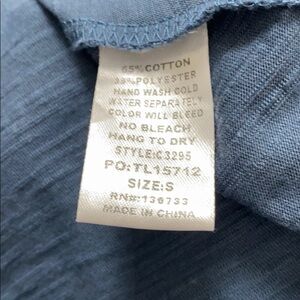 65% COTTON
35% POLYESTER
HAND WASH COLD
WATER SEPARATELY
COLOR WILL BLEED
NO BLEACH
HANG TO DRY
STYLE:C3295
PO:TL15712
SIZE:S
RN#:136733
MADE IN CHINA